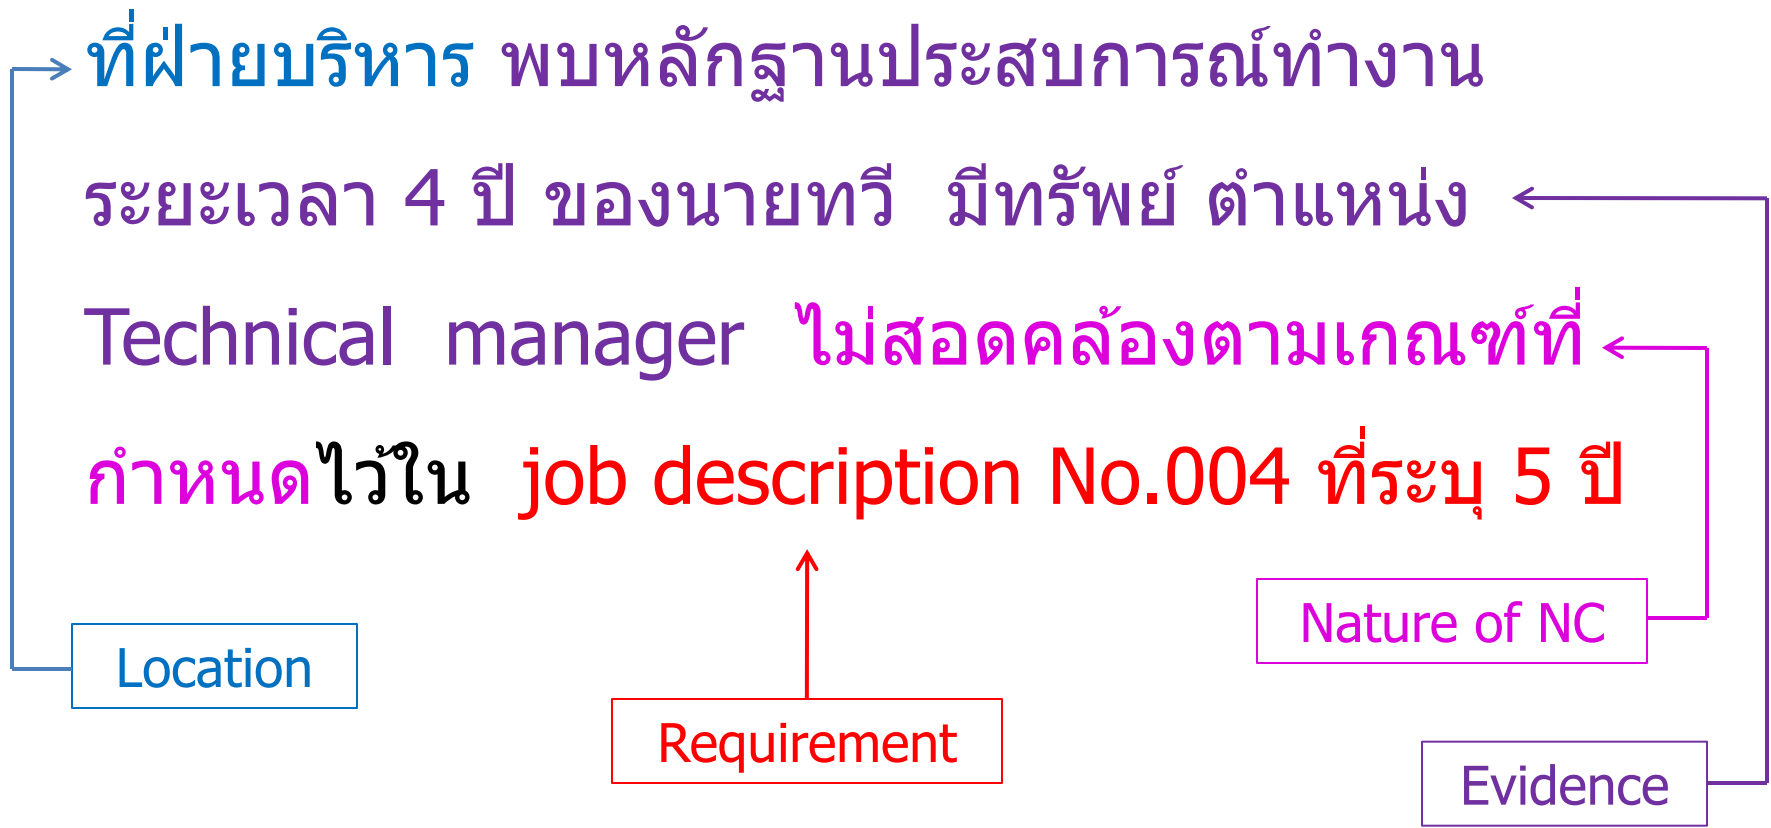 ที่ฝ่ายบริหาร พบหลักฐานประสบการณ์ทำงาน
ระยะเวลา 4 ปี ของนายทวี มีทรัพย์ ตำแหน่ง
Technical manager ไม่สอดคล้องตามเกณฑ์ที่
กำหนดไว้ใน job description No.004 ที่ระบุ 5 ปี
Nature of NC
Location
Requirement
Evidence